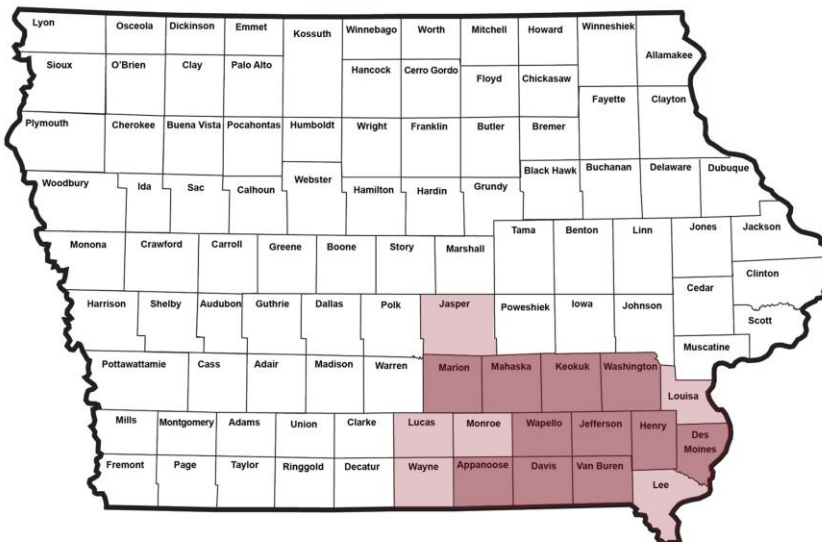 Lyon
Osceola
Dickinson
Emmet
Kossuth
Winnebago
Worth
Mitchell
Howard
Winneshiek
Allamakee
Sioux
O'Brien
Clay
Palo Alto
Hancock
Cerro Gordo
Floyd
Chickasaw
Fayette
Clayton
Plymouth
Cherokee
Buena Vista
Pocahontas
Humboldt
Wright
Franklin
Butler
Bremer
Woodbury
Ida
Sac
Calhoun
Webster
Hamilton
Hardin
Grundy
Black Hawk
Buchanan
Delaware
Dubuque
Monona
Crawford
Carroll
Greene
Boone
Story
Marshall
Tama
Benton
Linn
Jones
Jackson
Clinton
Cedar
Harrison
Shelby
Audubon
Guthrie
Dallas
Polk
Jasper
Poweshiek
Iowa
Johnson
Scott
Muscatine
Pottawattamie
Cass
Adair
Madison
Warren
Marion
Mahaska
Keokuk
Washington
Louisa
Mills
Montgomery
Adams
Union
Clarke
Lucas
Monroe
Wapello
Jefferson
Henry
Des
Moines
Fremont
Page
Taylor
Ringgold
Decatur
Wayne
Appanoose
Davis
Van Buren
Lee